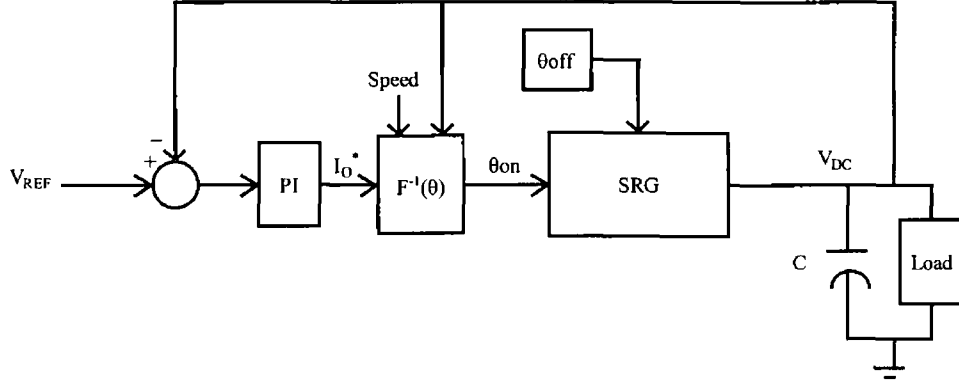 θoff
Speed
− 
+
V_REF
PI
I_O*
F⁻¹(θ)
θon
SRG
V_DC
C
Load